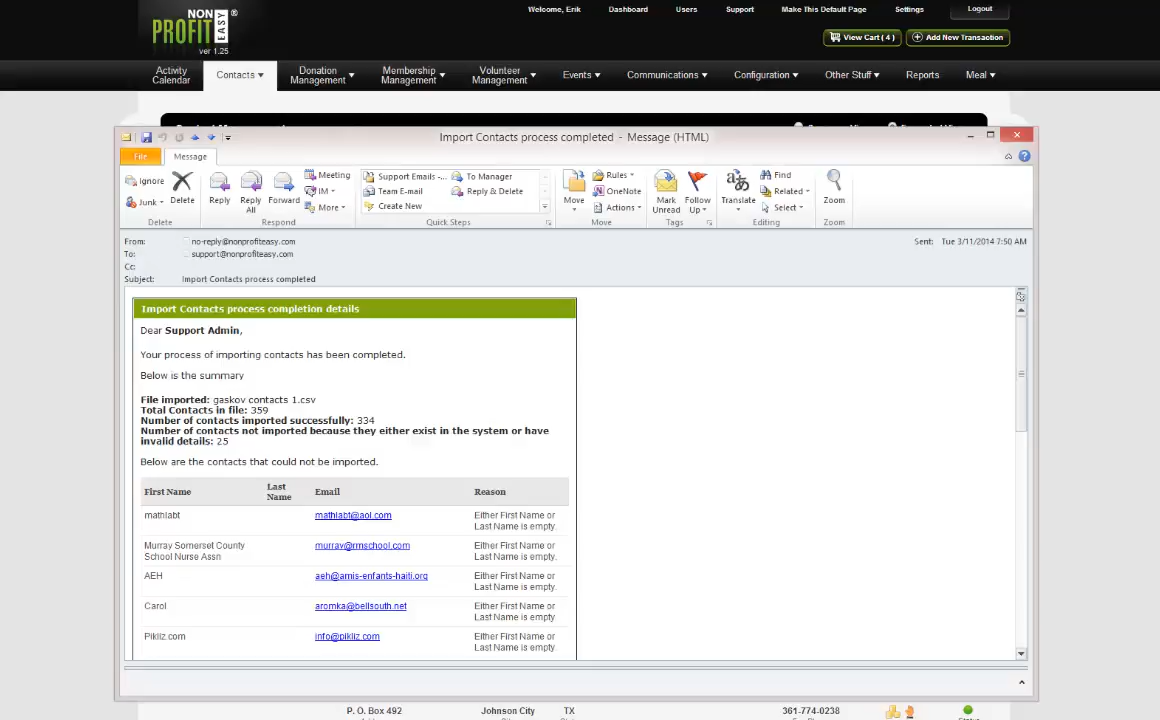 NON
PROFIT EASY ®
ver 1.25
Welcome, Erik Dashboard Users Support Make This Default Page Settings Logout
View Cart ( 4 ) Add New Transaction
Activity Calendar Contacts Donation Management Membership Management Volunteer Management Events Communications Configuration Other Stuff Reports Meal
Import Contacts process completed - Message (HTML)
File Message
Ignore Delete Junk
Delete
Reply Reply All Forward Meeting IM More
Respond
Support Emails -... To Manager
Team E-mail Reply & Delete
Create New
Quick Steps
Move Rules OneNote Actions
Move
Mark Unread Follow Up
Tags
Translate Find Related Select
Editing
Zoom
Zoom
From: no-reply@nonprofiteasy.com Sent: Tue 3/11/2014 7:50 AM
To: support@nonprofiteasy.com
Cc:
Subject: Import Contacts process completed
Import Contacts process completion details
Dear Support Admin,
Your process of importing contacts has been completed.
Below is the summary
File imported: gaskov contacts 1.csv
Total Contacts in file: 359
Number of contacts imported successfully: 334
Number of contacts not imported because they either exist in the system or have
invalid details: 25
Below are the contacts that could not be imported.
First Name Last Name Email Reason
mathlabt mathlabt@aol.com Either First Name or
Last Name is empty.
Murray Somerset County murray@rmschool.com Either First Name or
School Nurse Assn Last Name is empty.
AEH aeh@amis-enfants-haiti.org Either First Name or
Last Name is empty.
Carol aromka@bellsouth.net Either First Name or
Last Name is empty.
Pikliz.com info@pikliz.com Either First Name or
Last Name is empty.
P. O. Box 492 Johnson City TX 361-774-0238